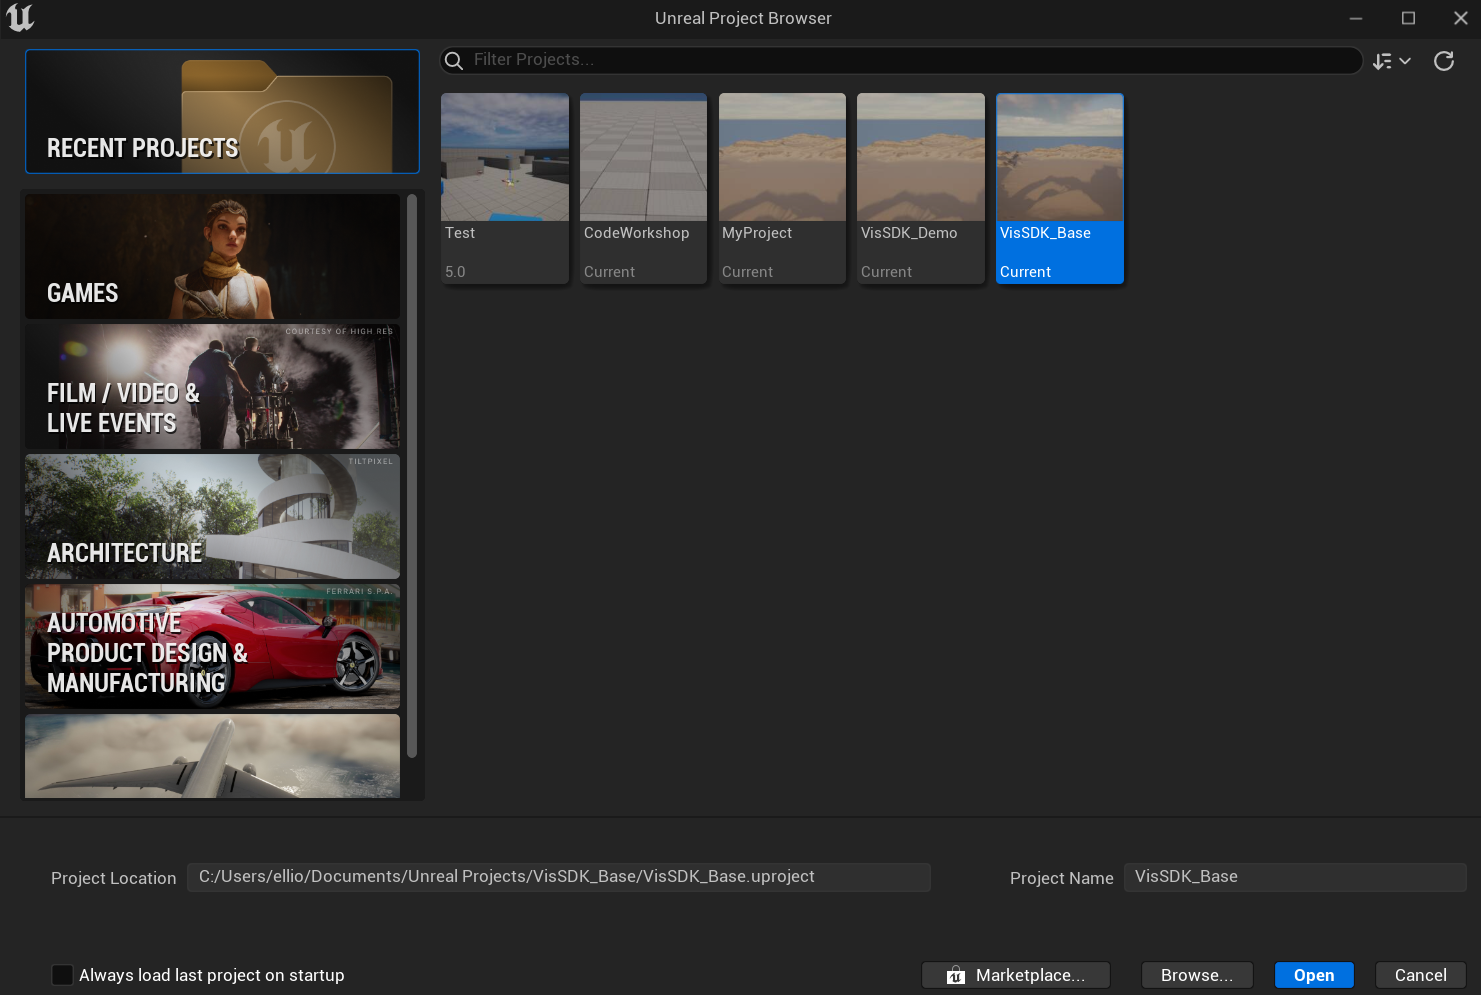 Unreal Project Browser
RECENT PROJECTS
GAMES
COURTESY OF HIGH RES
FILM / VIDEO &
LIVE EVENTS
TILTPIXEL
ARCHITECTURE
FERRARI S.P.A.
AUTOMOTIVE
PRODUCT DESIGN &
MANUFACTURING
Filter Projects...
Test
5.0
CodeWorkshop
Current
MyProject
Current
VisSDK_Demo
Current
VisSDK_Base
Current
Project Location
C:/Users/ellio/Documents/Unreal Projects/VisSDK_Base/VisSDK_Base.uproject
Project Name
VisSDK_Base
Always load last project on startup
Marketplace...
Browse...
Open
Cancel